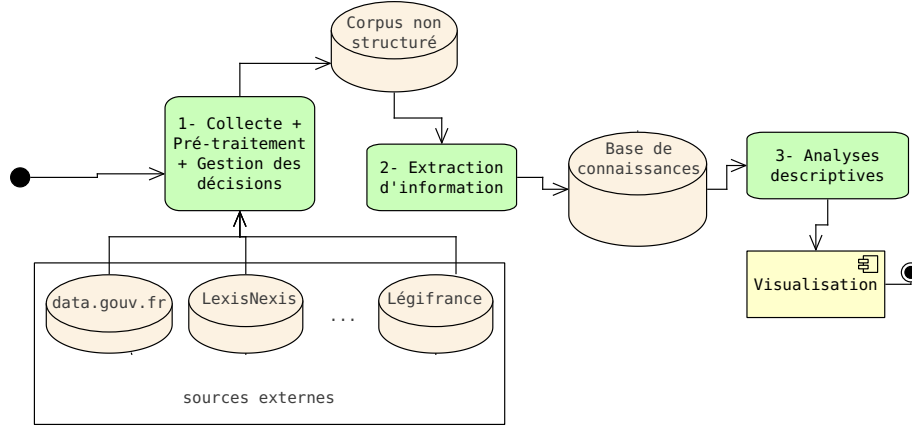 Corpus non
structuré
1- Collecte +
Pré-traitement
+ Gestion des
décisions
2- Extraction
d'information
Base de
connaissances
3- Analyses
descriptives
Visualisation
data.gouv.fr
LexisNexis
...
Légifrance
sources externes